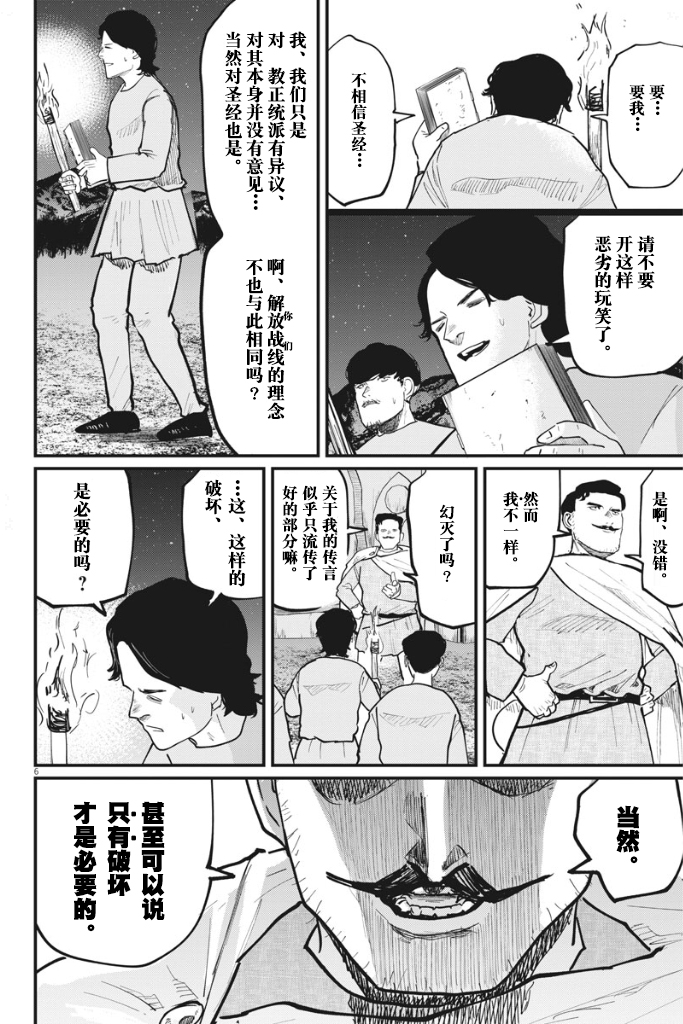 要…
要我…
不相信圣经…
请不要
开这样
恶劣的玩笑了。
我、我们只是
对　教正统派有异议、
对其本身并没有意见…
当然对圣经也是。
啊、解放战线的理念
你们
不也与此相同吗？
是啊、没错。
然而
我不一样。
幻灭了吗？
关于我的传言
似乎只流传了
好的部分嘛。
…这、这样的
破坏、
是必要的吗？
当然。
甚至可以说
只有破坏
才是必要的。
6